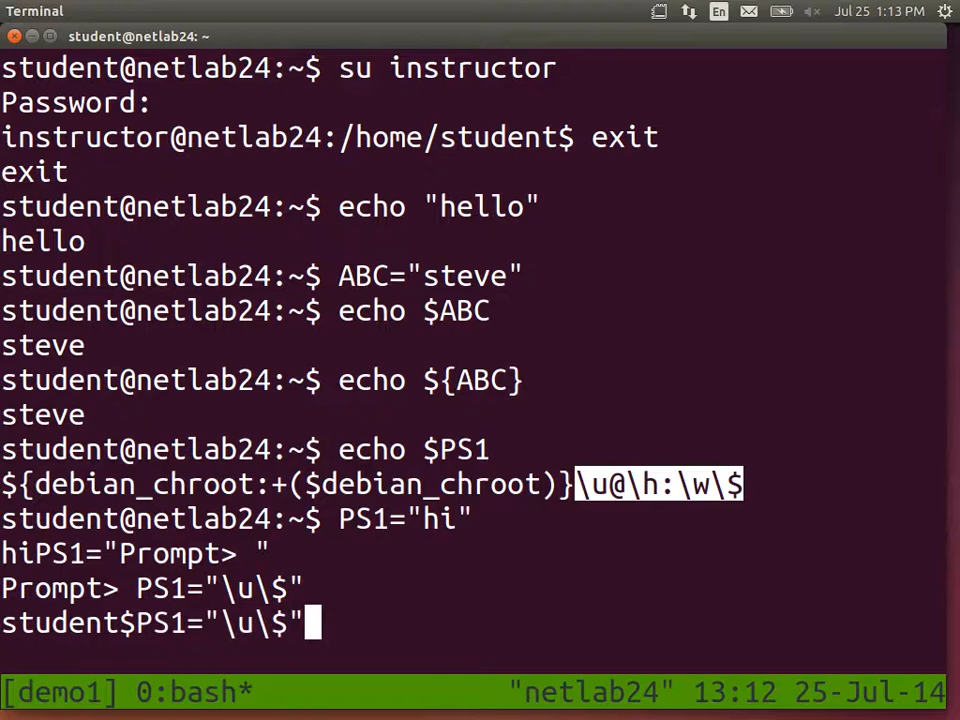 Terminal
En
Jul 25 1:13 PM
student@netlab24: ~
student@netlab24:~$ su instructor
Password:
instructor@netlab24:/home/student$ exit
exit
student@netlab24:~$ echo "hello"
hello
student@netlab24:~$ ABC="steve"
student@netlab24:~$ echo $ABC
steve
student@netlab24:~$ echo ${ABC}
steve
student@netlab24:~$ echo $PS1
${debian_chroot:+($debian_chroot)}\u@\h:\w\$
student@netlab24:~$ PS1="hi"
hiPS1="Prompt> "
Prompt> PS1="\u\$"
student$PS1="\u\$"
[demo1] 0:bash* "netlab24" 13:12 25-Jul-14